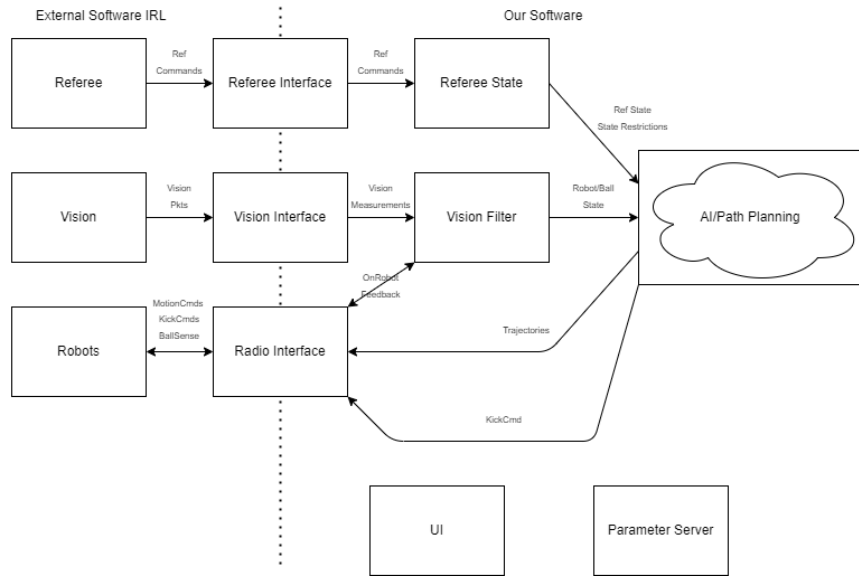 External Software IRL
Our Software
Referee
Ref
Commands
Referee Interface
Ref
Commands
Referee State
Ref State
State Restrictions
Vision
Vision
Pkts
Vision Interface
Vision
Measurements
Vision Filter
Robot/Ball
State
AI/Path Planning
OnRobot
Feedback
Robots
MotionCmds
KickCmds
BallSense
Radio Interface
Trajectories
KickCmd
UI
Parameter Server